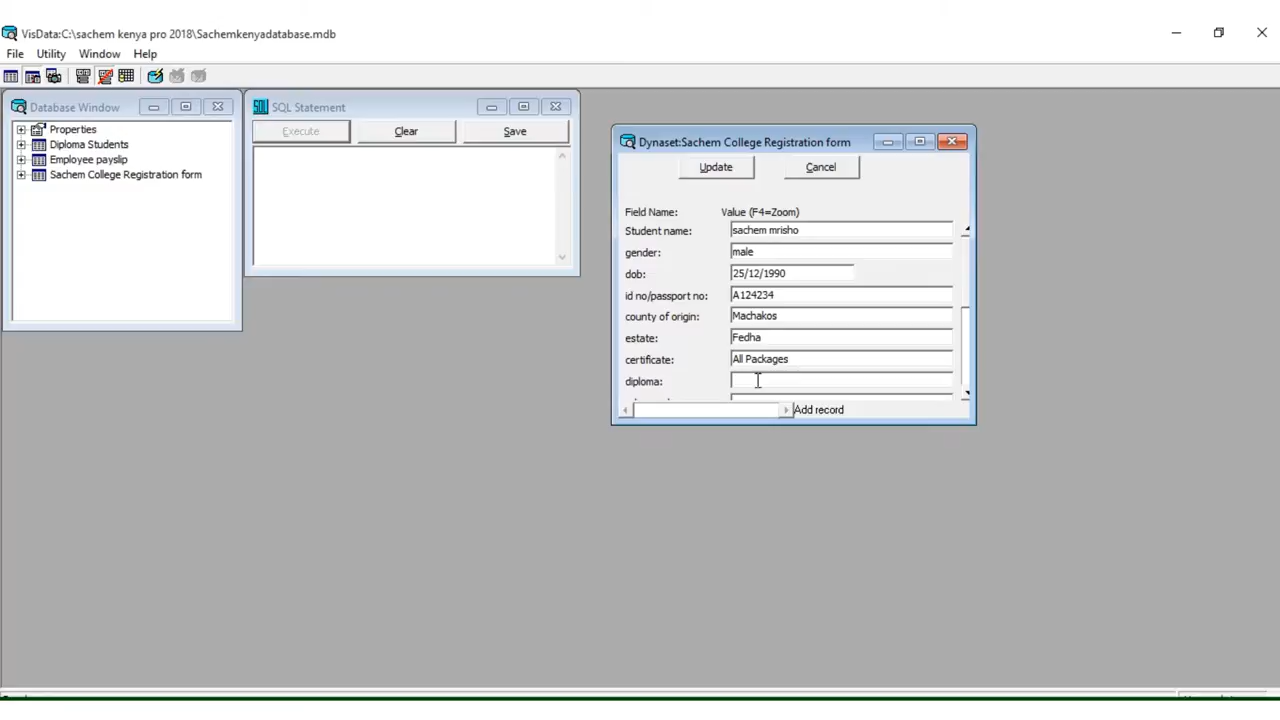 VisData:C:\sachem kenya pro 2018\Sachemkenyadatabase.mdb
File Utility Window Help
Database Window
Properties
Diploma Students
Employee payslip
Sachem College Registration form
SQL SQL Statement
Execute Clear Save
Dynaset:Sachem College Registration form
Update Cancel
Field Name: Value (F4=Zoom)
Student name: sachem mrisho
gender: male
dob: 25/12/1990
id no/passport no: A124234
county of origin: Machakos
estate: Fedha
certificate: All Packages
diploma:
Add record